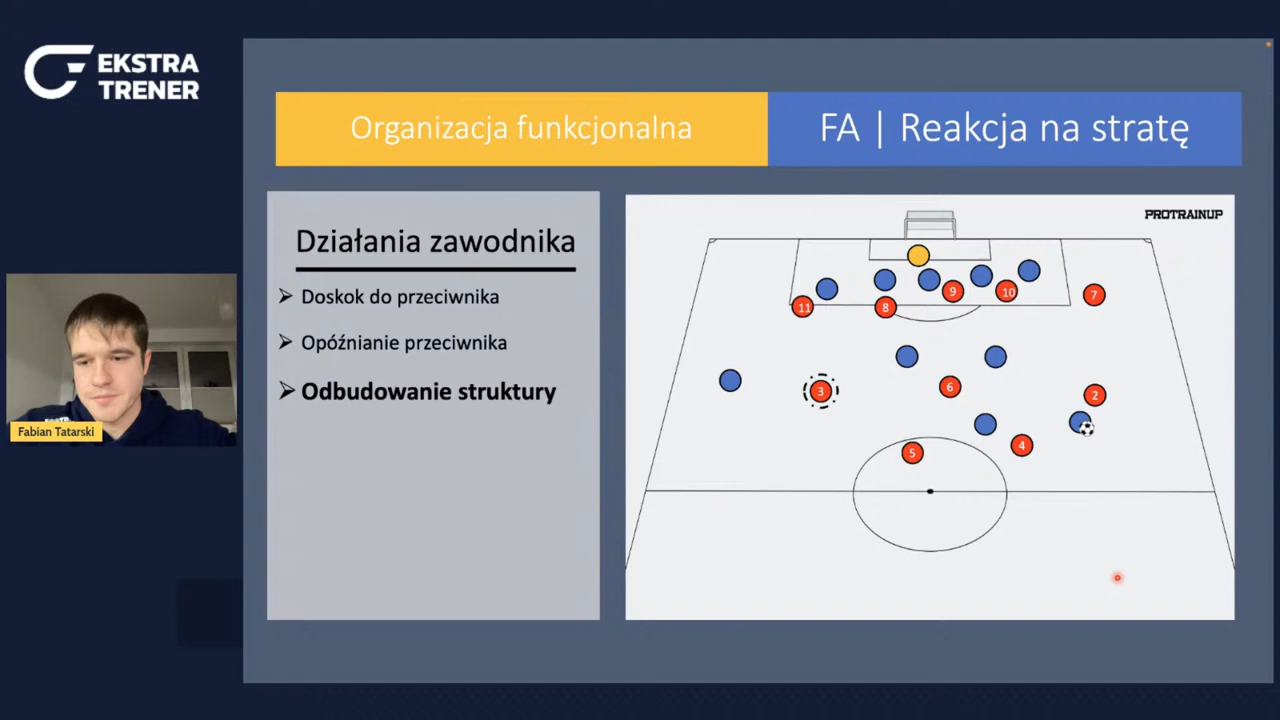 EKSTRA
TRENER
Organizacja funkcjonalna
FA | Reakcja na stratę
Działania zawodnika
Doskok do przeciwnika
Opóźnianie przeciwnika
Odbudowanie struktury
PROTRAINUP
9
10
7
11
8
3
6
2
4
5
Fabian Tatarski